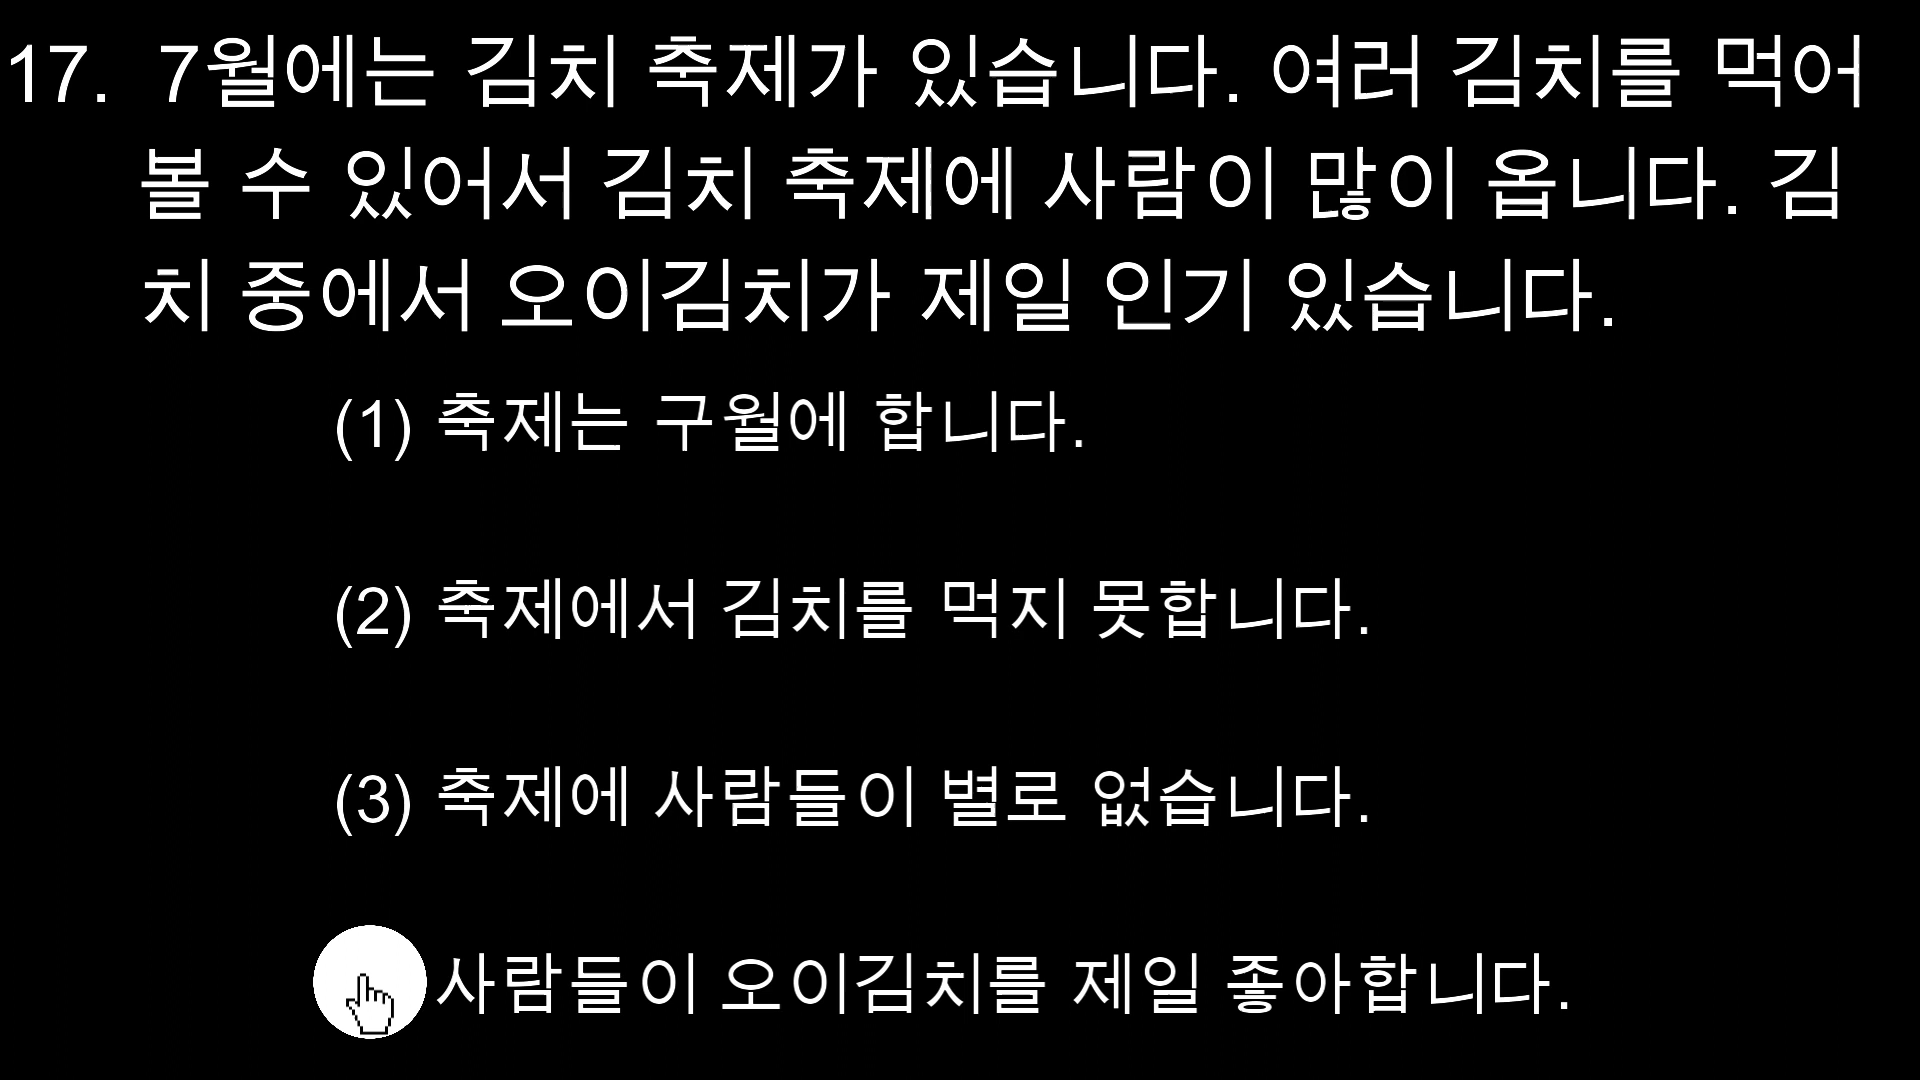 17. 7월에는 김치 축제가 있습니다. 여러 김치를 먹어
볼 수 있어서 김치 축제에 사람이 많이 옵니다. 김
치 중에서 오이김치가 제일 인기 있습니다.
(1) 축제는 구월에 합니다.
(2) 축제에서 김치를 먹지 못합니다.
(3) 축제에 사람들이 별로 없습니다.
사람들이 오이김치를 제일 좋아합니다.